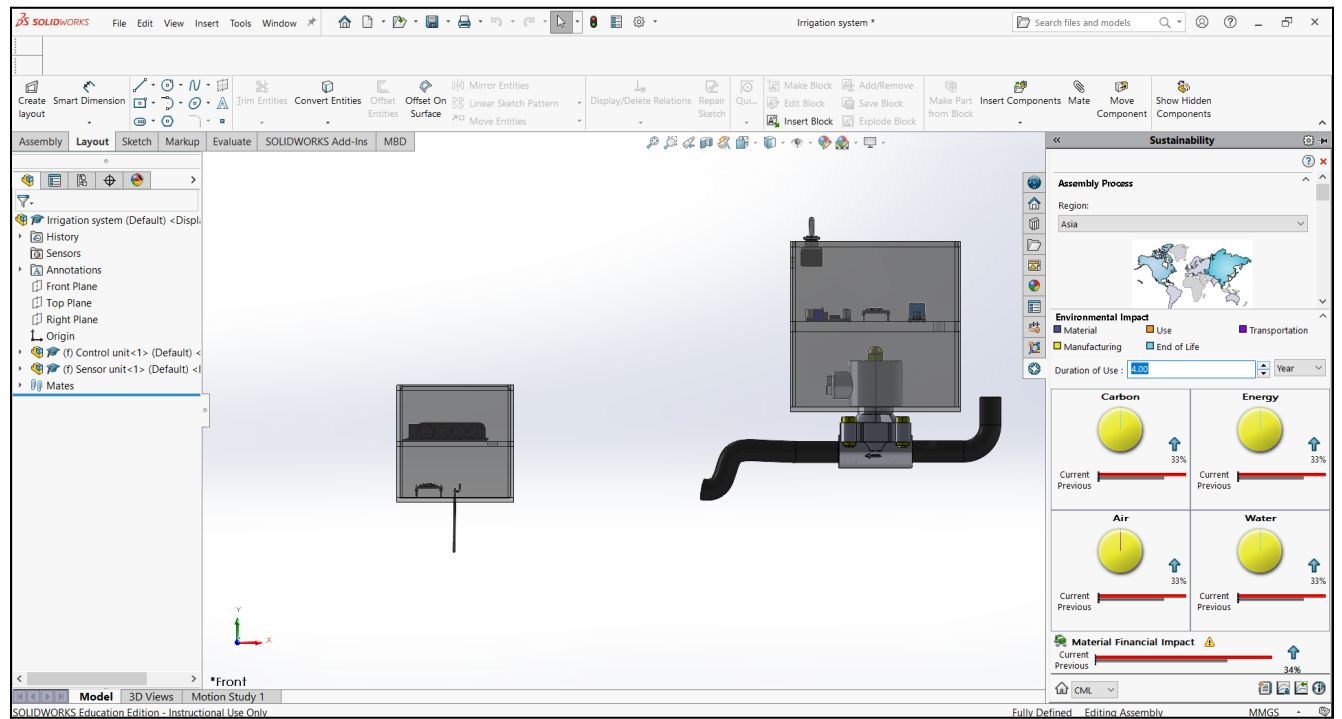 SOLIDWORKS File Edit View Insert Tools Window Irrigation system * Search files and models
Create layout Smart Dimension Trim Entities Convert Entities Offset Entities Offset On Surface Mirror Entities Linear Sketch Pattern Move Entities Display/Delete Relations Repair Sketch Qui... Make Block Edit Block Insert Block Add/Remove Save Block Explode Block Make Part from Block Insert Components Mate Move Component Show Hidden Components
Assembly Layout Sketch Markup Evaluate SOLIDWORKS Add-Ins MBD
Irrigation system (Default) <Displ
History
Sensors
Annotations
Front Plane
Top Plane
Right Plane
Origin
(f) Control unit<1> (Default) <
(f) Sensor unit<1> (Default) <
Mates
Y
X
*Front
Sustainability
Assembly Process
Region:
Asia
Environmental Impact
Material Use Transportation
Manufacturing End of Life
Duration of Use : 4.00 Year
Carbon Energy
33% 33%
Current Current
Previous Previous
Air Water
33% 33%
Current Current
Previous Previous
Material Financial Impact
Current
Previous
34%
CML
Model 3D Views Motion Study 1
SOLIDWORKS Education Edition - Instructional Use Only Fully Defined Editing Assembly MMGS